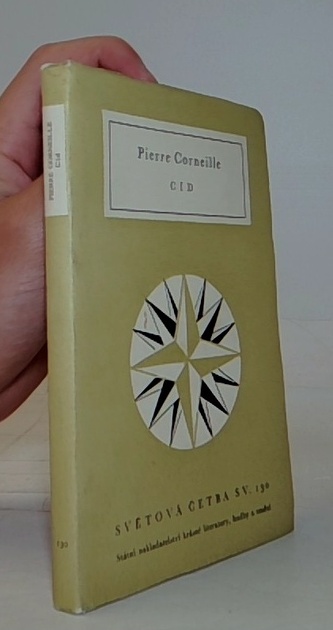 Pierre Corneille
CID
SVĚTOVÁ ČETBA SV. 130
Státní nakladatelství krásné literatury, hudby a umění
PIERRE CORNEILLE
CID
130